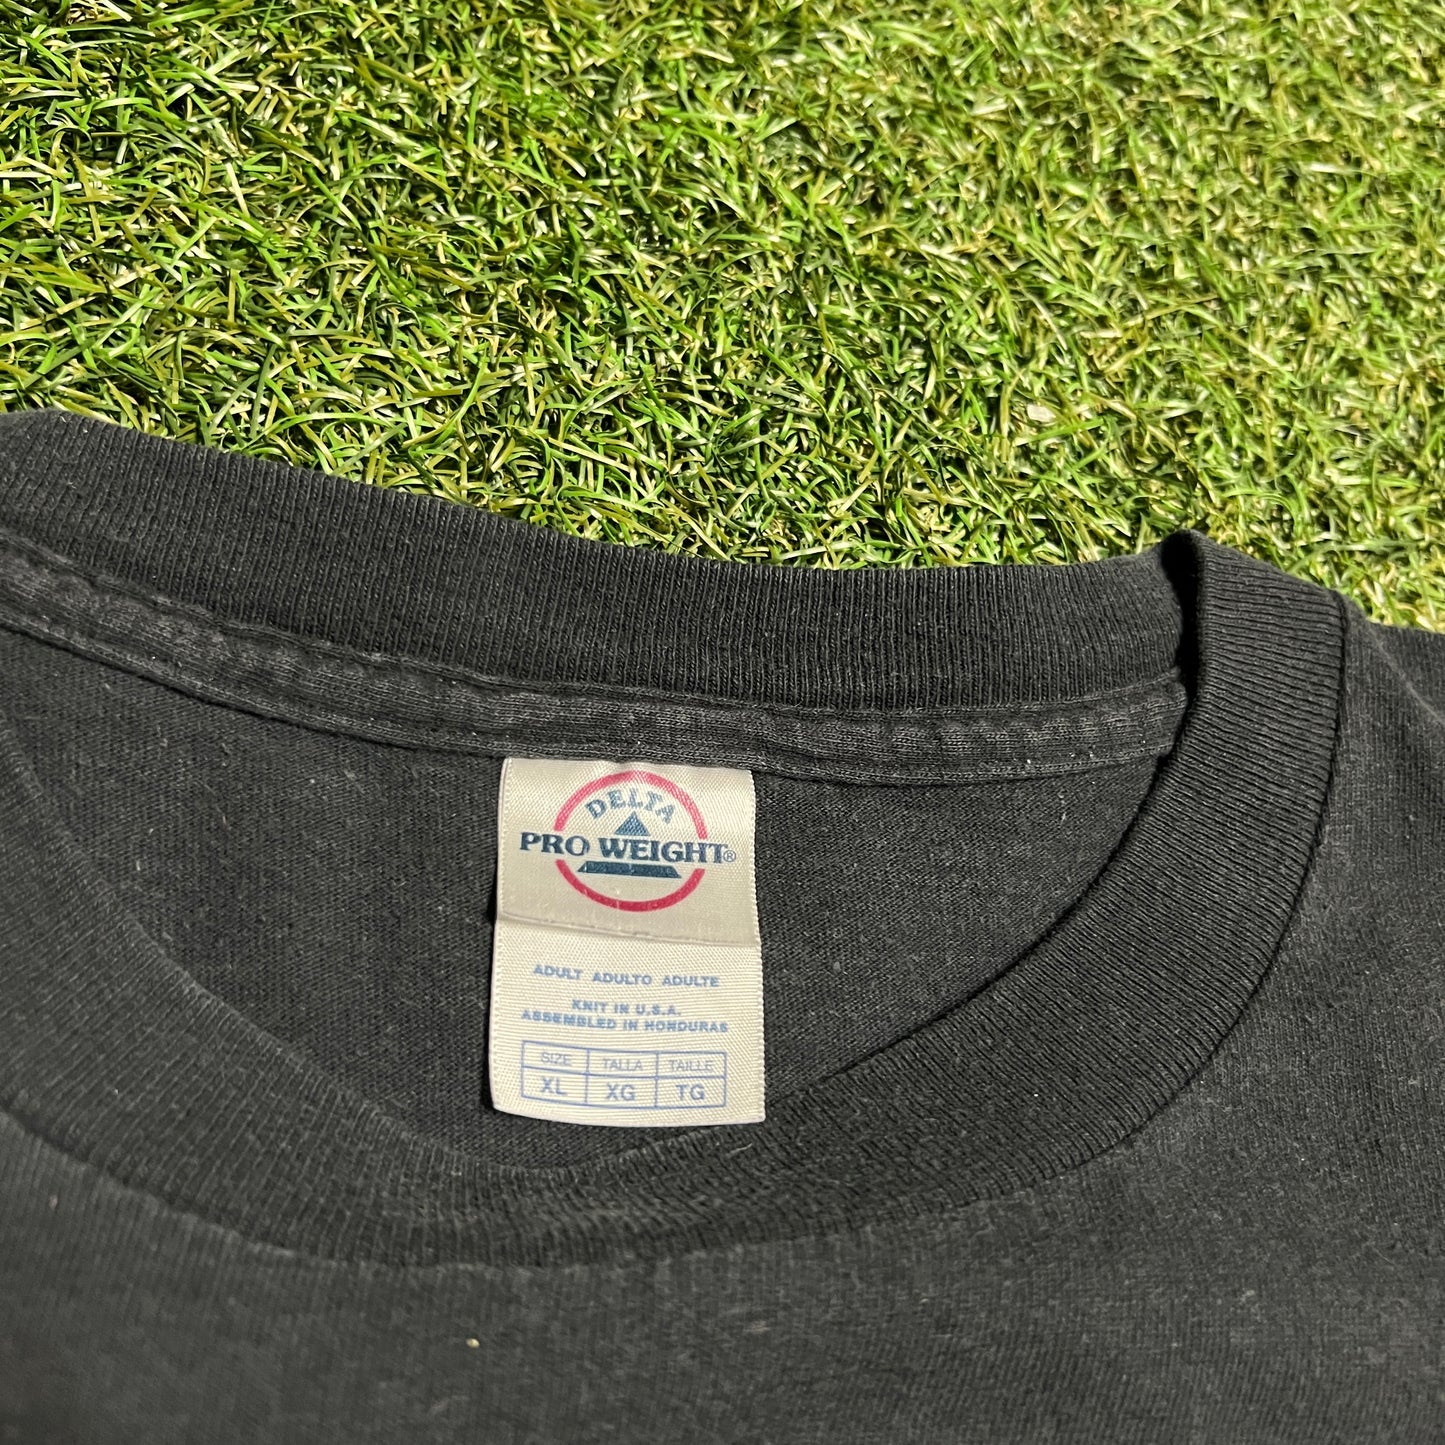 DELTA
PRO WEIGHT®
ADULT ADULTO ADULTE
KNIT IN U.S.A.
ASSEMBLED IN HONDURAS
SIZE TALLA TAILLE
XL XG TG